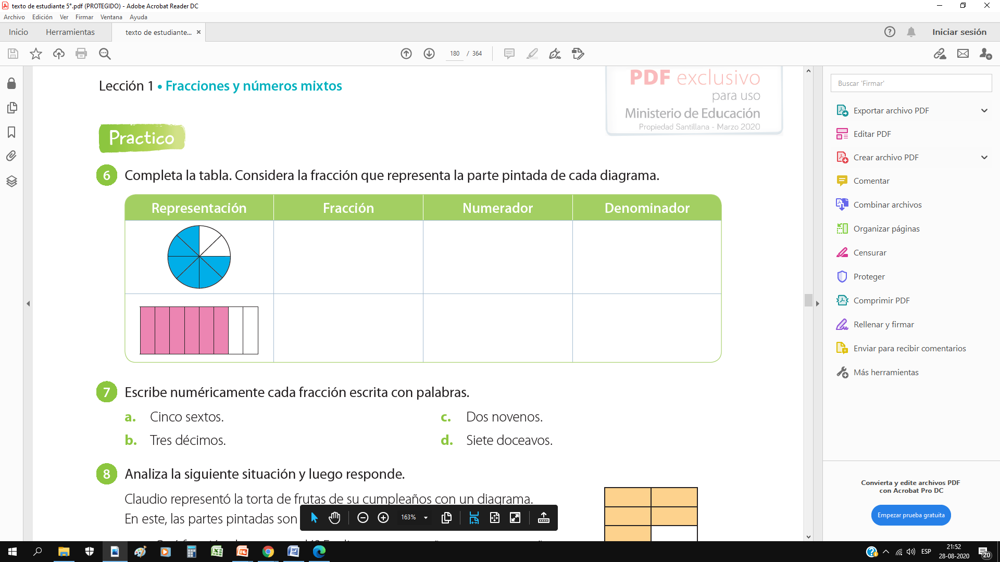 texto de estudiante 5°.pdf (PROTEGIDO) - Adobe Acrobat Reader DC
Archivo Edición Ver Firmar Ventana Ayuda
Inicio Herramientas texto de estudiante... × Iniciar sesión
180 / 364
Lección 1 • Fracciones y números mixtos
PDF exclusivo
para uso
Ministerio de Educación
Propiedad Santillana - Marzo 2020
Practico
6 Completa la tabla. Considera la fracción que representa la parte pintada de cada diagrama.
Representación Fracción Numerador Denominador
7 Escribe numéricamente cada fracción escrita con palabras.
a. Cinco sextos. c. Dos novenos.
b. Tres décimos. d. Siete doceavos.
8 Analiza la siguiente situación y luego responde.
Claudio representó la torta de frutas de su cumpleaños con un diagrama.
En este, las partes pintadas son
163%
Buscar 'Firmar'
Exportar archivo PDF
Editar PDF
Crear archivo PDF
Comentar
Combinar archivos
Organizar páginas
Censurar
Proteger
Comprimir PDF
Rellenar y firmar
Enviar para recibir comentarios
Más herramientas
Convierta y edite archivos PDF
con Acrobat Pro DC
Empezar prueba gratuita
ESP
21:52
28-08-2020
20